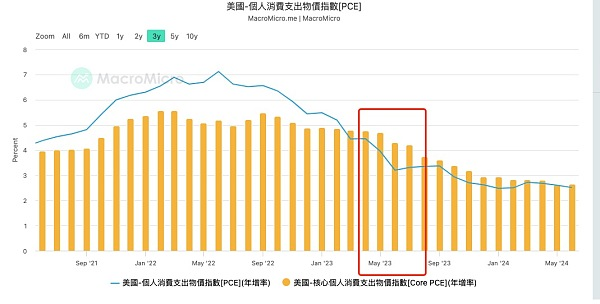 美國-個人消費支出物價指數[PCE]
MacroMicro.me | MacroMicro
Zoom All 6m YTD 1y 2y 3y 5y 10y
MacroMicro
Percent
8
7
6
5
4
3
2
1
0
Sep '21 Jan '22 May '22 Sep '22 Jan '23 May '23 Sep '23 Jan '24 May '24
美國-個人消費支出物價指數[PCE](年增率) 美國-核心個人消費支出物價指數[Core PCE](年增率)